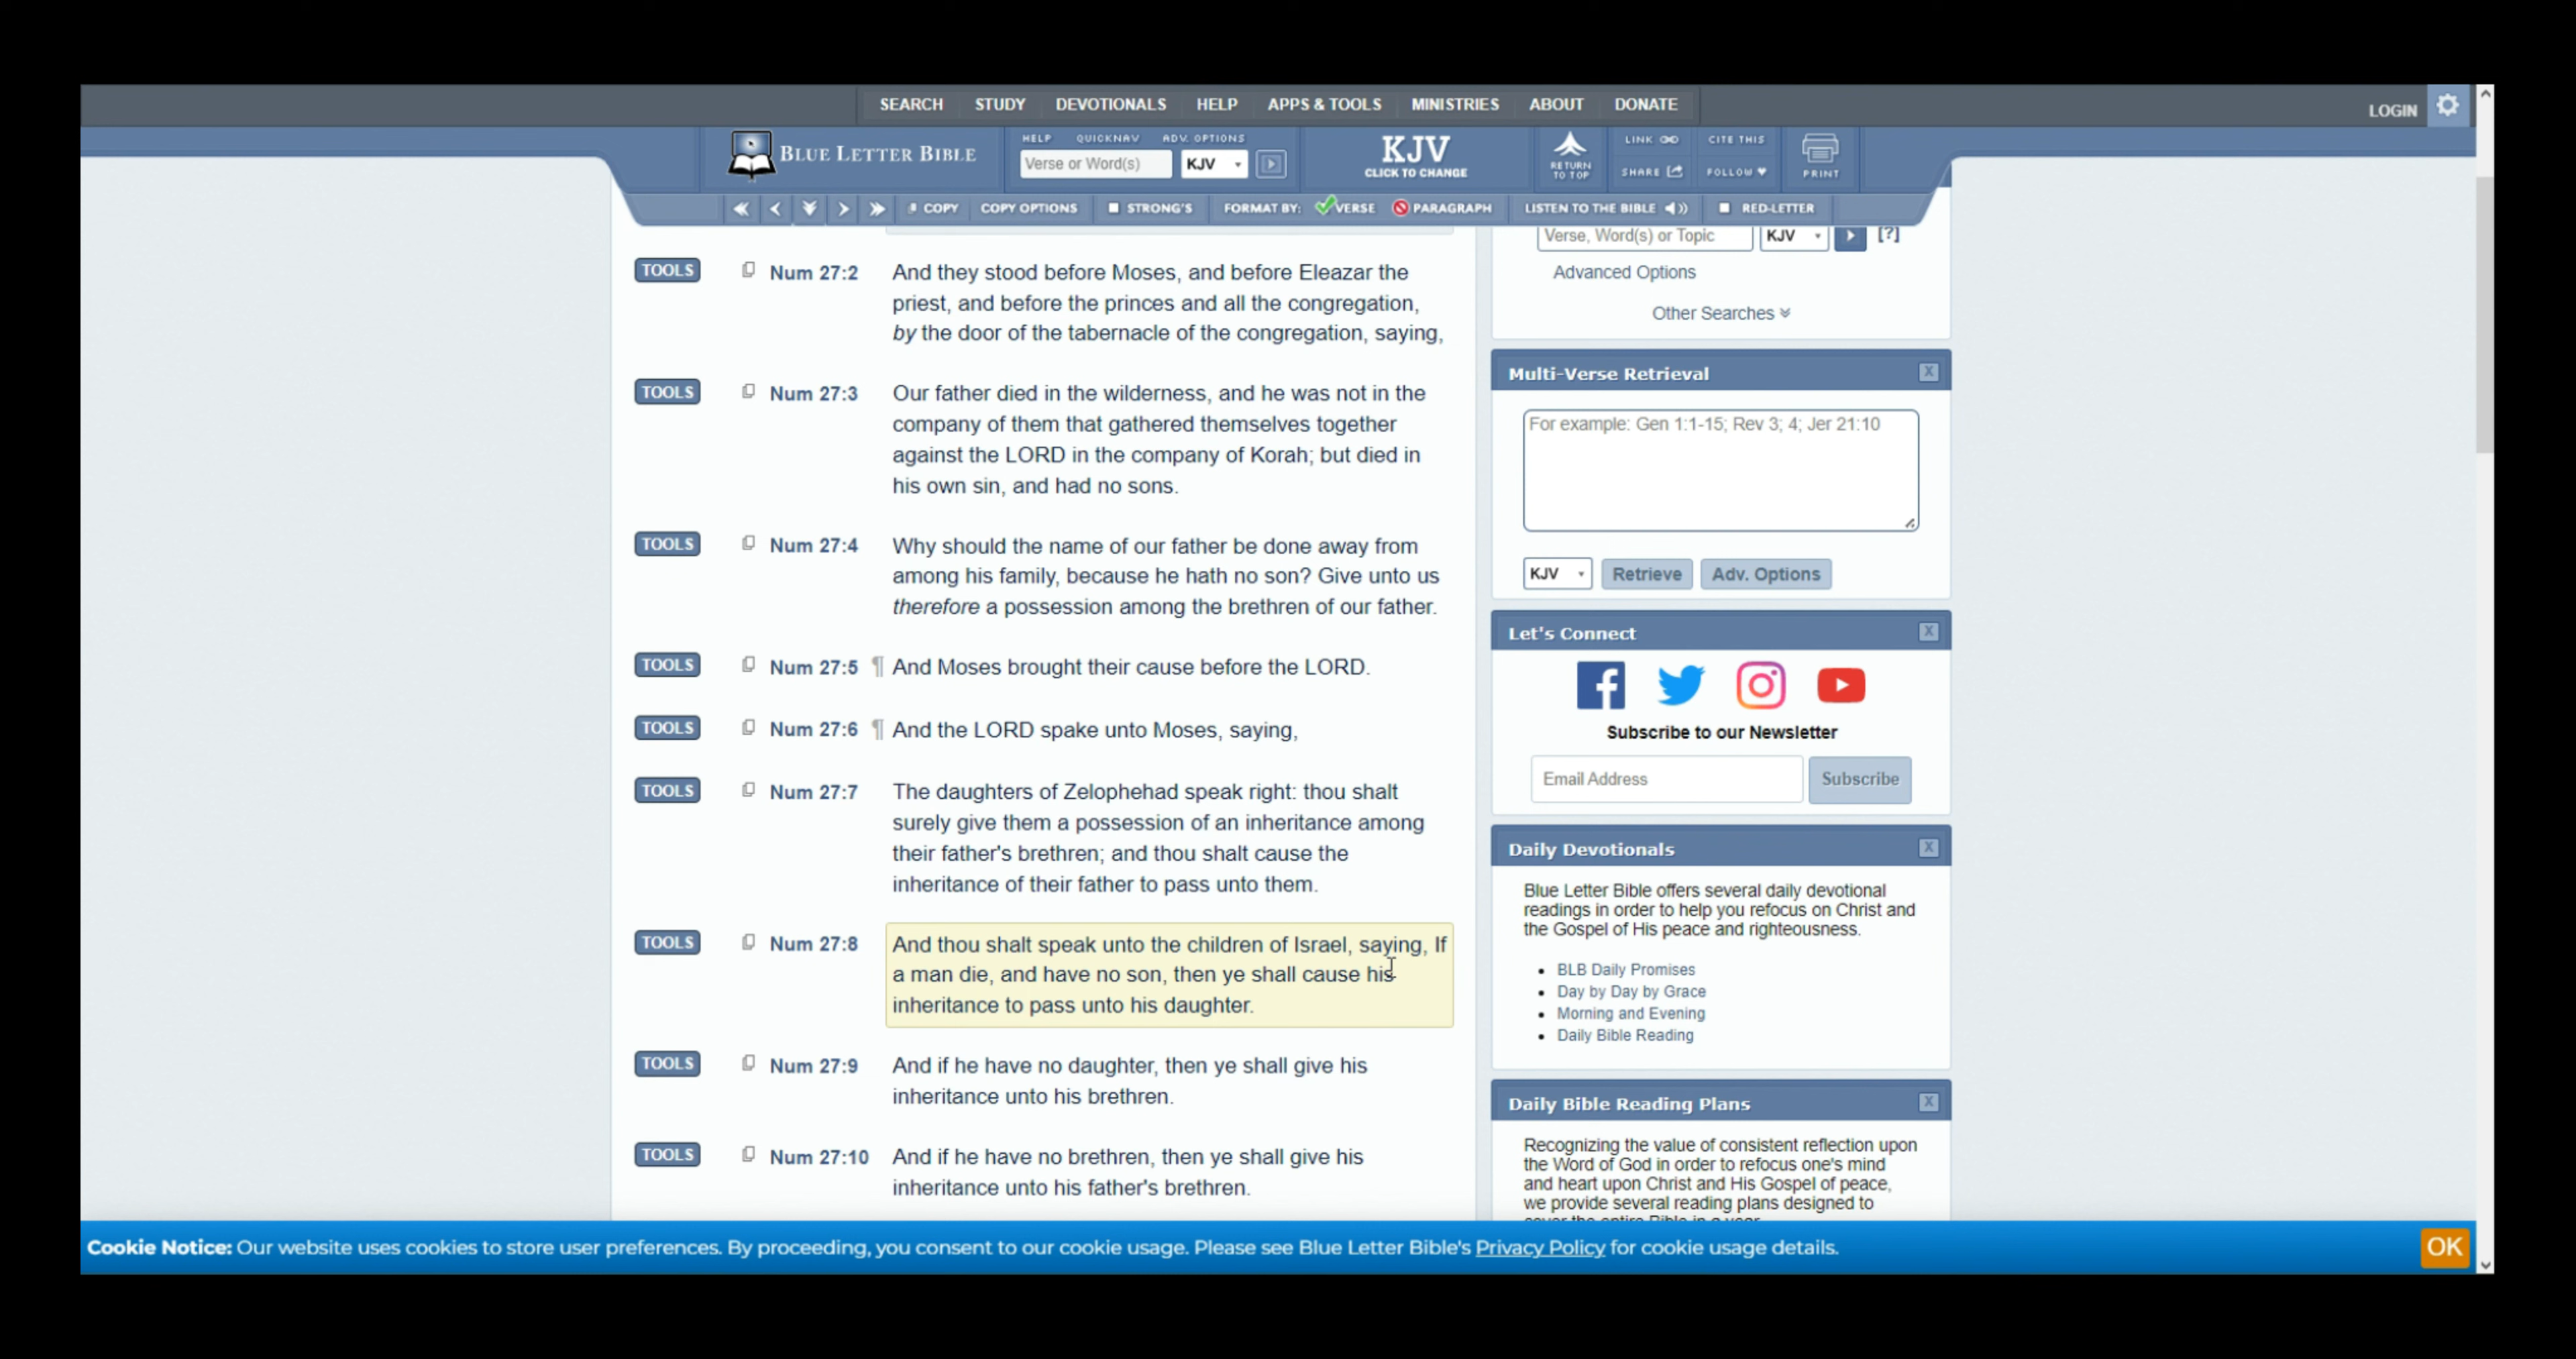 SEARCH STUDY DEVOTIONALS HELP APPS & TOOLS MINISTRIES ABOUT DONATE
LOGIN
BLUE LETTER BIBLE
HELP QUICKNAV ADV. OPTIONS
Verse or Word(s) KJV
KJV
CLICK TO CHANGE
RETURN
TO TOP
LINK CITE THIS
SHARE FOLLOW
PRINT
COPY COPY OPTIONS STRONG'S FORMAT BY: VERSE PARAGRAPH LISTEN TO THE BIBLE RED-LETTER
TOOLS Num 27:2 And they stood before Moses, and before Eleazar the
priest, and before the princes and all the congregation,
by the door of the tabernacle of the congregation, saying,
TOOLS Num 27:3 Our father died in the wilderness, and he was not in the
company of them that gathered themselves together
against the LORD in the company of Korah; but died in
his own sin, and had no sons.
TOOLS Num 27:4 Why should the name of our father be done away from
among his family, because he hath no son? Give unto us
therefore a possession among the brethren of our father.
TOOLS Num 27:5 ¶ And Moses brought their cause before the LORD.
TOOLS Num 27:6 ¶ And the LORD spake unto Moses, saying,
TOOLS Num 27:7 The daughters of Zelophehad speak right: thou shalt
surely give them a possession of an inheritance among
their father's brethren; and thou shalt cause the
inheritance of their father to pass unto them.
TOOLS Num 27:8 And thou shalt speak unto the children of Israel, saying, If
a man die, and have no son, then ye shall cause his
inheritance to pass unto his daughter.
TOOLS Num 27:9 And if he have no daughter, then ye shall give his
inheritance unto his brethren.
TOOLS Num 27:10 And if he have no brethren, then ye shall give his
inheritance unto his father's brethren.
Verse, Word(s) or Topic KJV [?]
Advanced Options
Other Searches
Multi-Verse Retrieval X
For example: Gen 1:1-15; Rev 3; 4; Jer 21:10
KJV Retrieve Adv. Options
Let's Connect X
Subscribe to our Newsletter
Email Address Subscribe
Daily Devotionals X
Blue Letter Bible offers several daily devotional
readings in order to help you refocus on Christ and
the Gospel of His peace and righteousness.
• BLB Daily Promises
• Day by Day by Grace
• Morning and Evening
• Daily Bible Reading
Daily Bible Reading Plans X
Recognizing the value of consistent reflection upon
the Word of God in order to refocus one's mind
and heart upon Christ and His Gospel of peace,
we provide several reading plans designed to
cover the entire Bible in a year
Cookie Notice: Our website uses cookies to store user preferences. By proceeding, you consent to our cookie usage. Please see Blue Letter Bible's Privacy Policy for cookie usage details.
OK